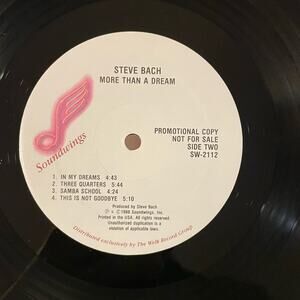 STEVE BACH
MORE THAN A DREAM
Soundwings
PROMOTIONAL COPY
NOT FOR SALE
SIDE TWO
SW-2112
1. IN MY DREAMS 4:43
2. THREE QUARTERS 5:44
3. SAMBA SCHOOL 4:24
4. THIS IS NOT GOODBYE 5:10
Produced by Steve Bach
℗ © 1988 Soundwings, Inc.
Printed in the USA. All rights reserved.
Unauthorized duplication is a
violation of applicable laws.
Distributed exclusively by The Welk Record Group